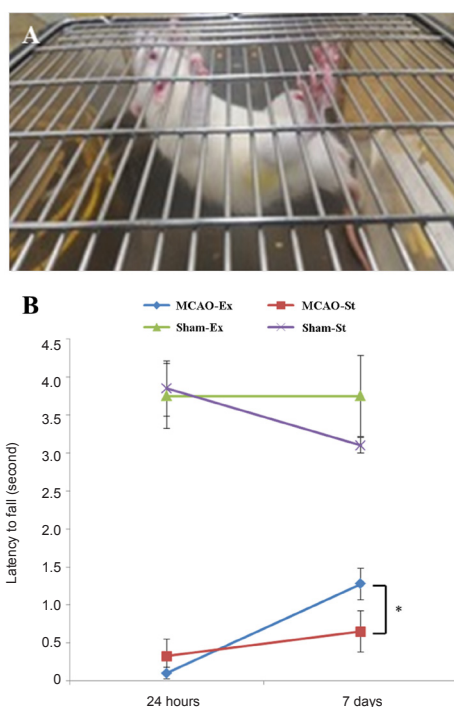 A
B
MCAO-Ex MCAO-St
Sham-Ex Sham-St
Latency to fall (second)
4.5
4.0
3.5
3.0
2.5
2.0
1.5
1.0
0.5
0
*
24 hours 7 days